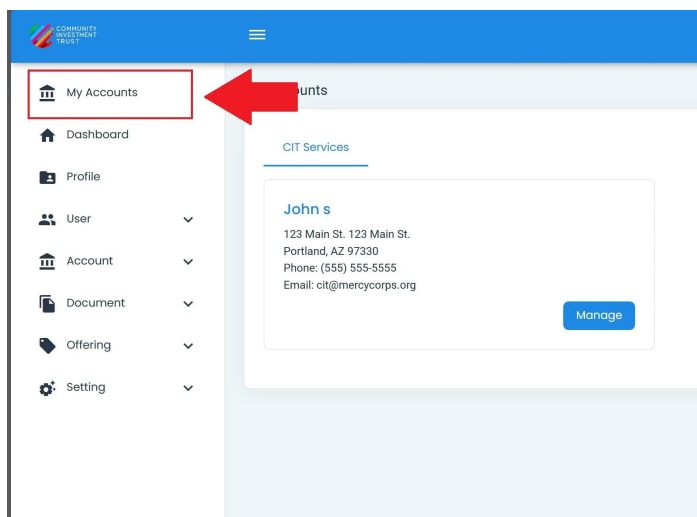 COMMUNITY
INVESTMENT
TRUST
My Accounts
Dashboard
Profile
User
Account
Document
Offering
Setting
CIT Services
John s
123 Main St. 123 Main St.
Portland, AZ 97330
Phone: (555) 555-5555
Email: cit@mercycorps.org
Manage